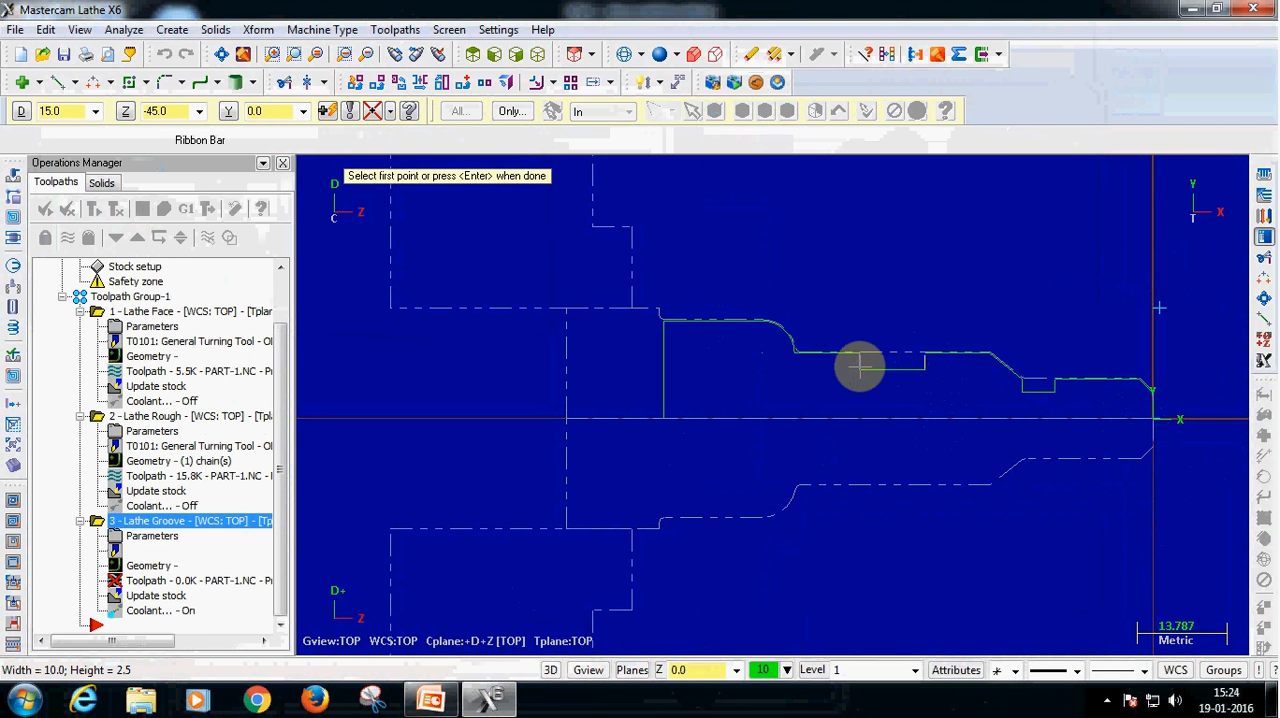 Mastercam Lathe X6
File Edit View Analyze Create Solids Xform Machine Type Toolpaths Screen Settings Help
D 15.0 Z -45.0 Y 0.0 All... Only... In
Ribbon Bar
Operations Manager
Toolpaths Solids
G1
Select first point or press <Enter> when done
D
Z
C
Y
X
T
Stock setup
Safety zone
Toolpath Group-1
1 - Lathe Face - [WCS: TOP] - [Tplar
Parameters
T0101: General Turning Tool - OI
Geometry -
Toolpath - 5.5K - PART-1.NC - Pr
Update stock
Coolant... - Off
2 - Lathe Rough - [WCS: TOP] - [Tp
Parameters
T0101: General Turning Tool - OI
Geometry - (1) chain(s)
Toolpath - 15.8K - PART-1.NC - I
Update stock
Coolant... - Off
3 - Lathe Groove - [WCS: TOP] - [Tp
Parameters
Geometry -
Toolpath - 0.0K - PART-1.NC - Pr
Update stock
Coolant... - On
Y
X
D+
Z
13.787
Metric
Gview:TOP WCS:TOP Cplane:+D+Z [TOP] Tplane:TOP
Width = 10.0; Height = 2.5
3D Gview Planes Z 0.0 10 Level 1 Attributes WCS Groups
15:24
19-01-2016